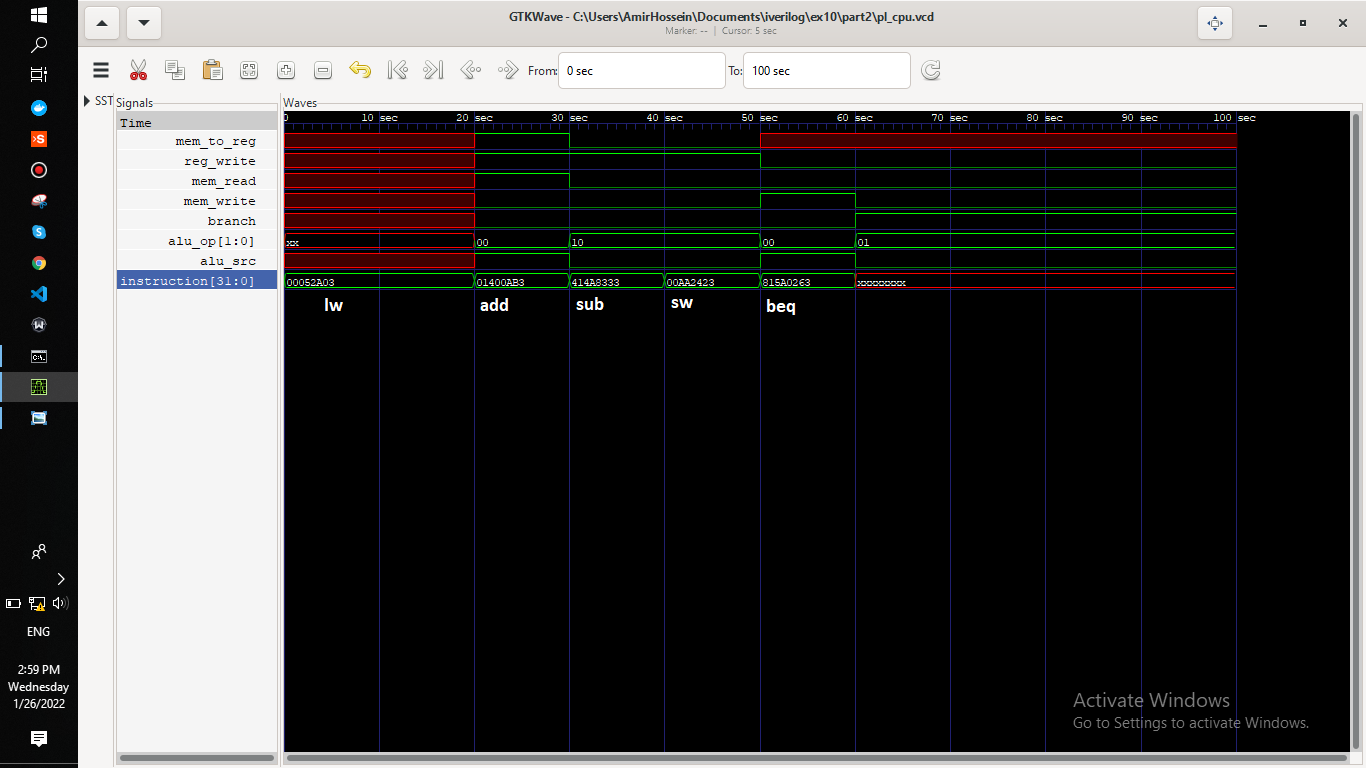 GTKWave - C:\Users\AmirHossein\Documents\iverilog\ex10\part2\pl_cpu.vcd
Marker: -- | Cursor: 5 sec
From: 0 sec To: 100 sec
SST
Signals
Waves
Time
0 10 sec 20 sec 30 sec 40 sec 50 sec 60 sec 70 sec 80 sec 90 sec 100 sec
mem_to_reg
reg_write
mem_read
mem_write
branch
alu_op[1:0] xx 00 10 00 01
alu_src
instruction[31:0] 00052A03 01400AB3 414A8333 00AA2423 815A0263 xxxxxxxx
lw add sub sw beq
ENG
2:59 PM
Wednesday
1/26/2022
Activate Windows
Go to Settings to activate Windows.